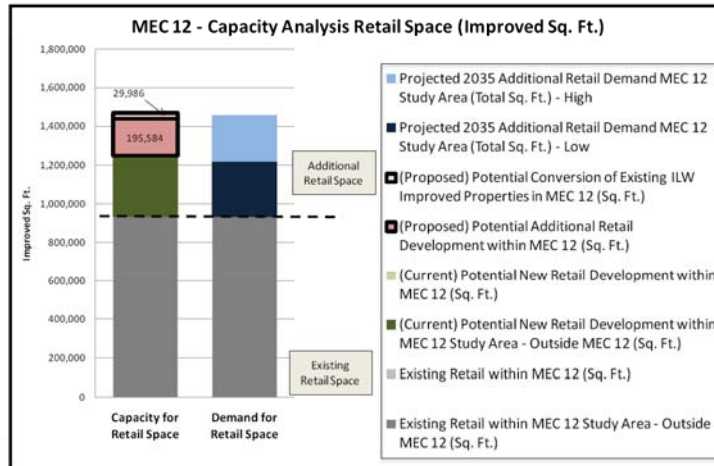 MEC 12 - Capacity Analysis Retail Space (Improved Sq. Ft.)
1,800,000
1,600,000
1,400,000
1,200,000
1,000,000
800,000
600,000
400,000
200,000
0
Improved Sq. Ft.
29,986
195,584
Additional
Retail Space
Existing
Retail Space
Capacity for
Retail Space
Demand for
Retail Space
Projected 2035 Additional Retail Demand MEC 12
Study Area (Total Sq. Ft.) - High
Projected 2035 Additional Retail Demand MEC 12
Study Area (Total Sq. Ft.) - Low
(Proposed) Potential Conversion of Existing ILW
Improved Properties in MEC 12 (Sq. Ft.)
(Proposed) Potential Additional Retail
Development within MEC 12 (Sq. Ft.)
(Current) Potential New Retail Development within
MEC 12 (Sq. Ft.)
(Current) Potential New Retail Development within
MEC 12 Study Area - Outside MEC 12 (Sq. Ft.)
Existing Retail within MEC 12 (Sq. Ft.)
Existing Retail within MEC 12 Study Area - Outside
MEC 12 (Sq. Ft.)